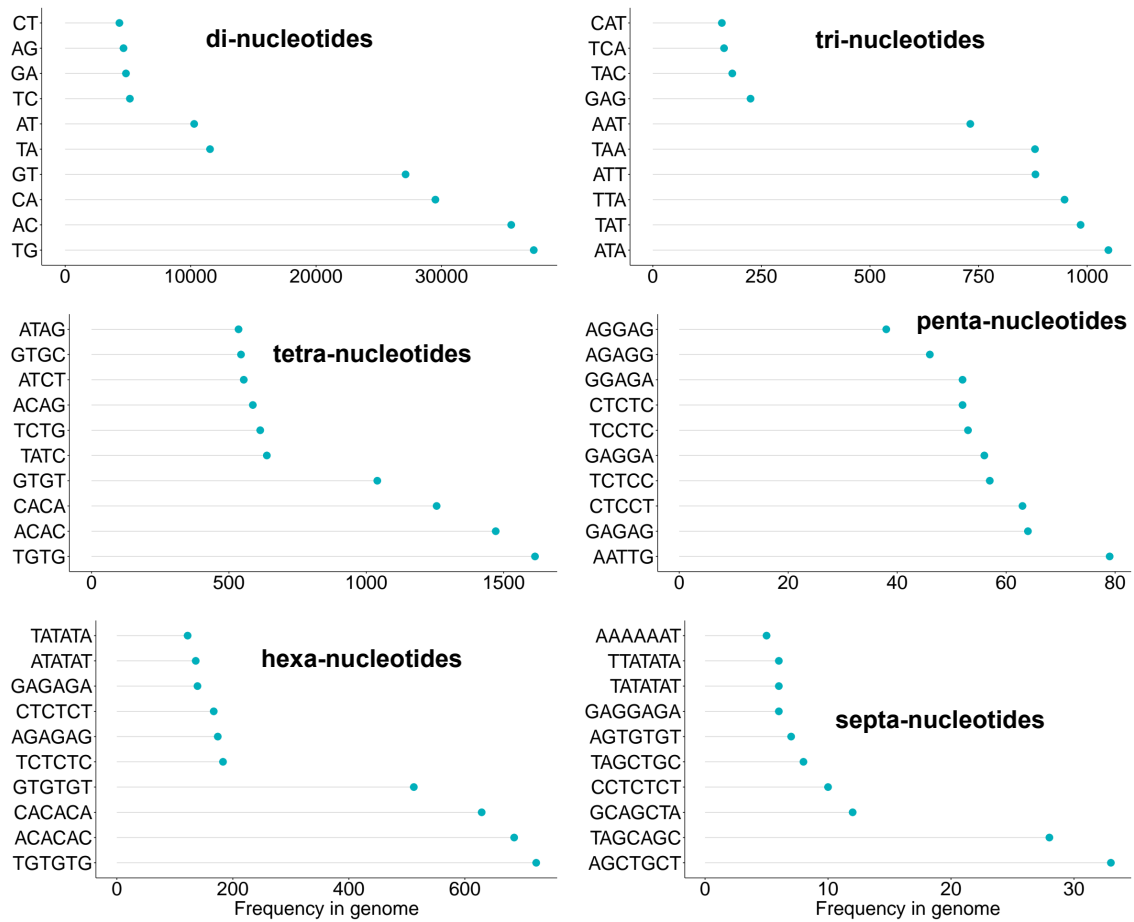 di-nucleotides
CT
AG
GA
TC
AT
TA
GT
CA
AC
TG
0 10000 20000 30000
tri-nucleotides
CAT
TCA
TAC
GAG
AAT
TAA
ATT
TTA
TAT
ATA
0 250 500 750 1000
tetra-nucleotides
ATAG
GTGC
ATCT
ACAG
TCTG
TATC
GTGT
CACA
ACAC
TGTG
0 500 1000 1500
penta-nucleotides
AGGAG
AGAGG
GGAGA
CTCTC
TCCTC
GAGGA
TCTCC
CTCCT
GAGAG
AATTG
0 20 40 60 80
hexa-nucleotides
TATATA
ATATAT
GAGAGA
CTCTCT
AGAGAG
TCTCTC
GTGTGT
CACACA
ACACAC
TGTGTG
0 200 400 600
Frequency in genome
septa-nucleotides
AAAAAAT
TTATATA
TATATAT
GAGGAGA
AGTGTGT
TAGCTGC
CCTCTCT
GCAGCTA
TAGCAGC
AGCTGCT
0 10 20 30
Frequency in genome